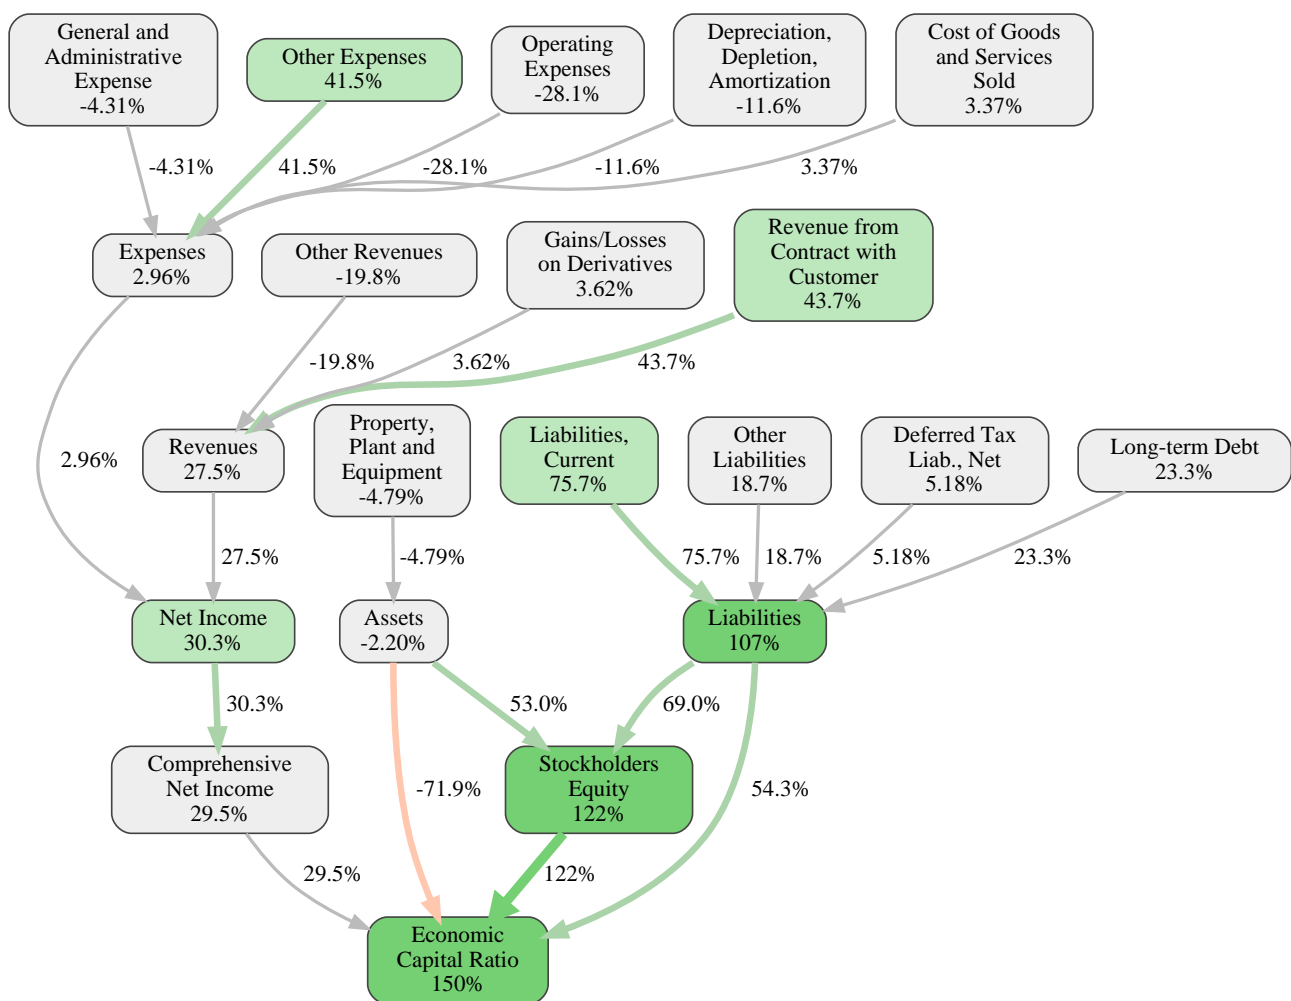 General and
Administrative
Expense
-4.31%
Other Expenses
41.5%
Operating
Expenses
-28.1%
Depreciation,
Depletion,
Amortization
-11.6%
Cost of Goods
and Services
Sold
3.37%
-4.31%
41.5%
-28.1%
-11.6%
3.37%
Expenses
2.96%
Other Revenues
-19.8%
Gains/Losses
on Derivatives
3.62%
Revenue from
Contract with
Customer
43.7%
-19.8%
3.62%
43.7%
2.96%
Revenues
27.5%
Property,
Plant and
Equipment
-4.79%
Liabilities,
Current
75.7%
Other
Liabilities
18.7%
Deferred Tax
Liab., Net
5.18%
Long-term Debt
23.3%
27.5%
-4.79%
75.7%
18.7%
5.18%
23.3%
Net Income
30.3%
Assets
-2.20%
Liabilities
107%
30.3%
53.0%
69.0%
Comprehensive
Net Income
29.5%
-71.9%
Stockholders
Equity
122%
54.3%
29.5%
122%
Economic
Capital Ratio
150%